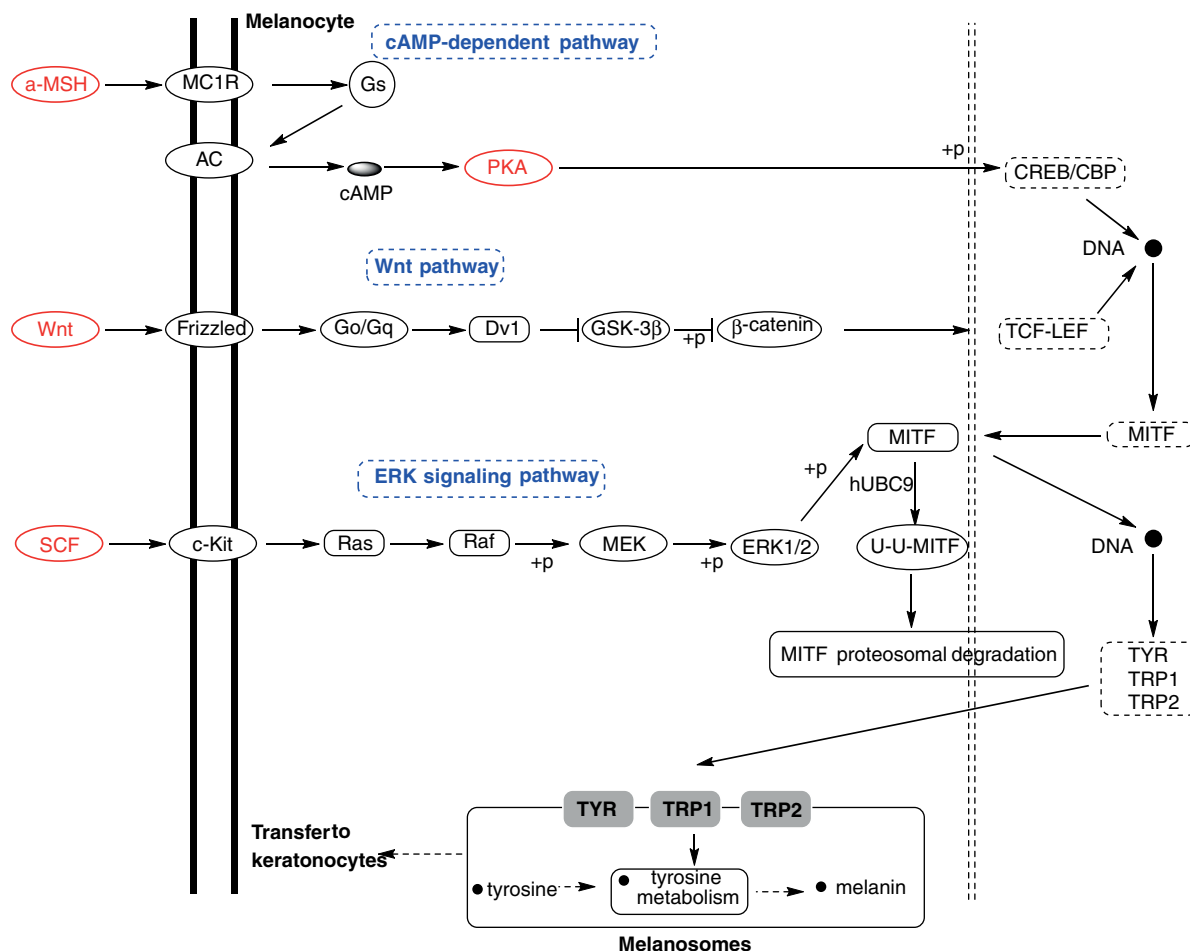 Melanocyte
cAMP-dependent pathway
a-MSH
MC1R
Gs
AC
cAMP
PKA
+p
CREB/CBP
DNA
Wnt pathway
Wnt
Frizzled
Go/Gq
Dv1
GSK-3β
+p
β-catenin
TCF-LEF
MITF
MITF
ERK signaling pathway
+p
hUBC9
SCF
c-Kit
Ras
Raf
+p
MEK
+p
ERK1/2
U-U-MITF
DNA
MITF proteosomal degradation
TYR
TRP1
TRP2
TYR
TRP1
TRP2
Transferto
keratonocytes
tyrosine
tyrosine
metabolism
melanin
Melanosomes